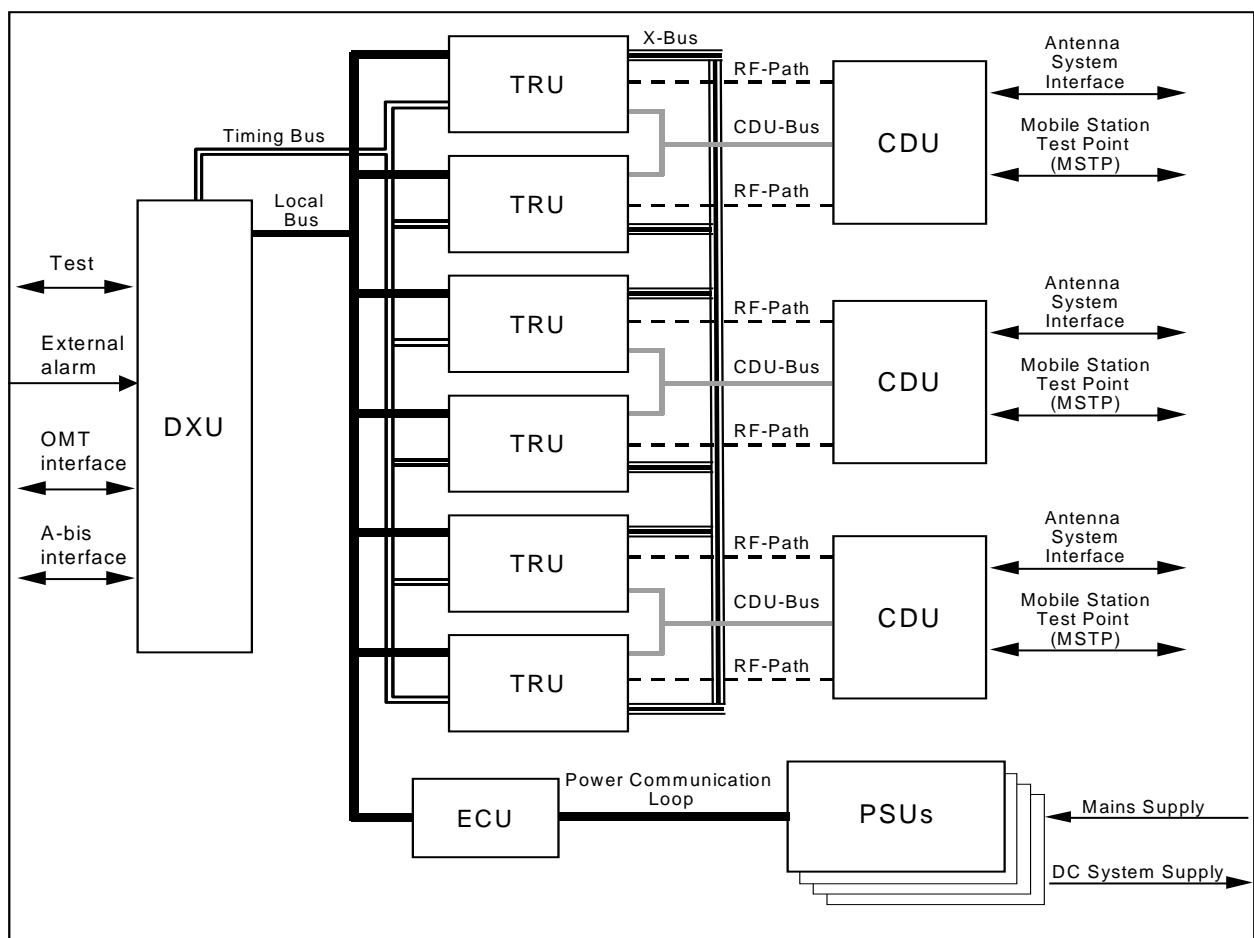 X-Bus
TRU
RF-Path
Antenna
System
Interface
Timing Bus
CDU-Bus
CDU
Mobile Station
Test Point
(MSTP)
TRU
RF-Path
Local
Bus
Test
External
alarm
DXU
OMT
interface
A-bis
interface
TRU
RF-Path
Antenna
System
Interface
CDU-Bus
CDU
Mobile Station
Test Point
(MSTP)
TRU
RF-Path
TRU
RF-Path
Antenna
System
Interface
CDU-Bus
CDU
Mobile Station
Test Point
(MSTP)
TRU
RF-Path
ECU
Power Communication
Loop
PSUs
Mains Supply
DC System Supply